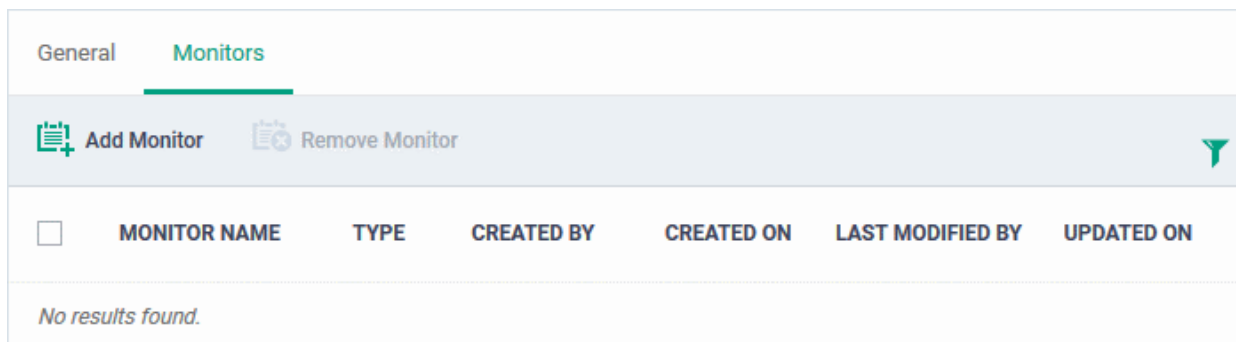 General Monitors
Add Monitor Remove Monitor
MONITOR NAME TYPE CREATED BY CREATED ON LAST MODIFIED BY UPDATED ON
No results found.